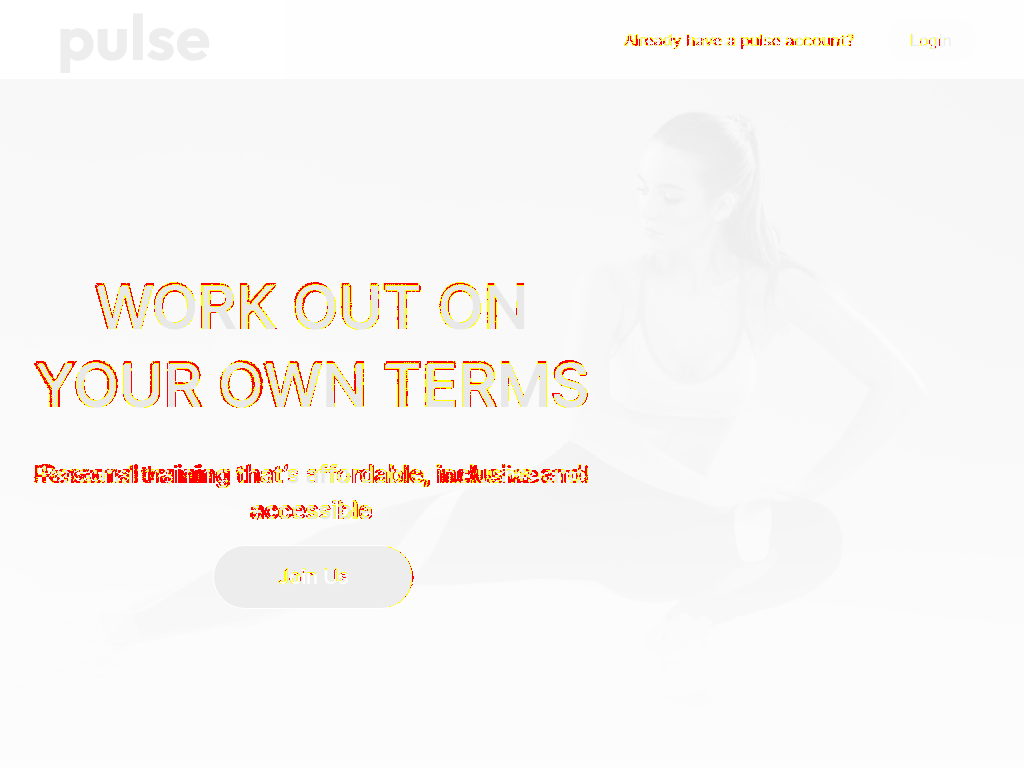 pulse
Already have a pulse account?
Login
WORK OUT ON
YOUR OWN TERMS
Personal training that's affordable, inclusive and
accessible
Join Us